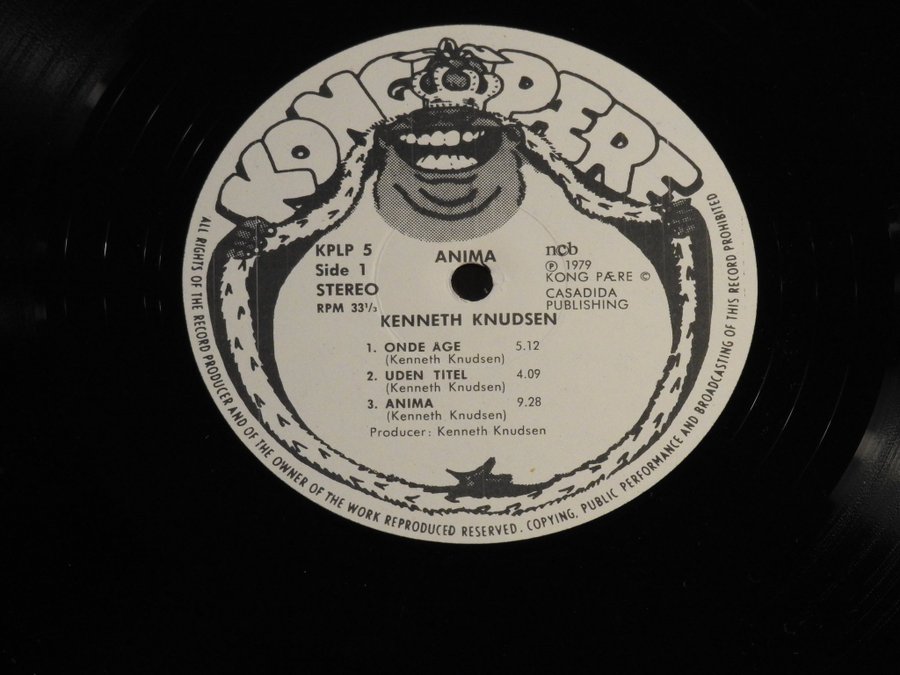 KONG PÆRE
KPLP 5
Side 1
STEREO
RPM 33⅓
ANIMA
ncb
Ⓟ 1979
KONG PÆRE ©
CASADIDA
PUBLISHING
KENNETH KNUDSEN
1. ONDE ÅGE 5.12
(Kenneth Knudsen)
2. UDEN TITEL 4.09
(Kenneth Knudsen)
3. ANIMA 9.28
(Kenneth Knudsen)
Producer: Kenneth Knudsen
ALL RIGHTS OF THE RECORD PRODUCER AND OF THE OWNER OF THE WORK REPRODUCED RESERVED. COPYING, PUBLIC PERFORMANCE AND BROADCASTING OF THIS RECORD PROHIBITED